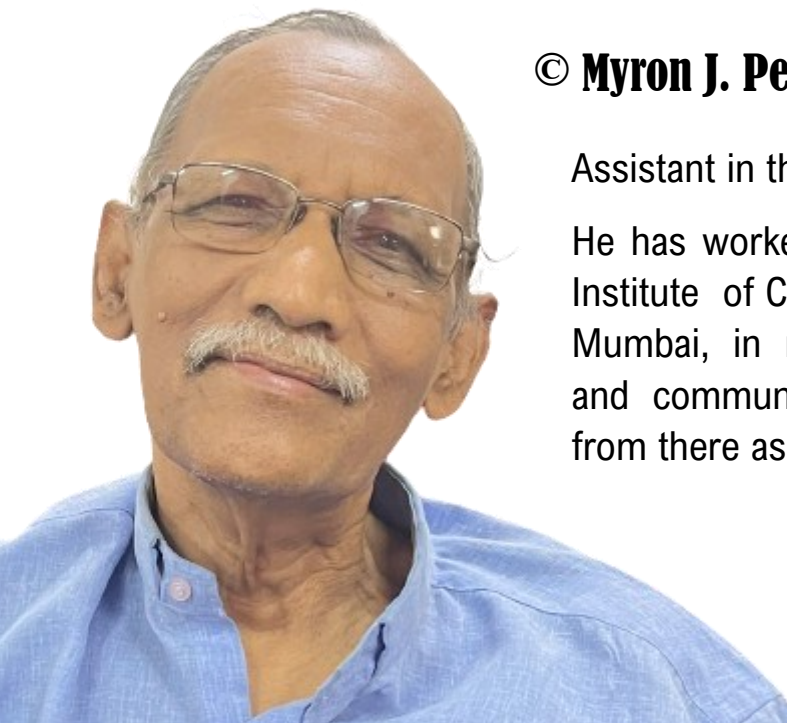 © Myron J. Pe
Assistant in th
He has worke
Institute of C
Mumbai, in
and commun
from there as